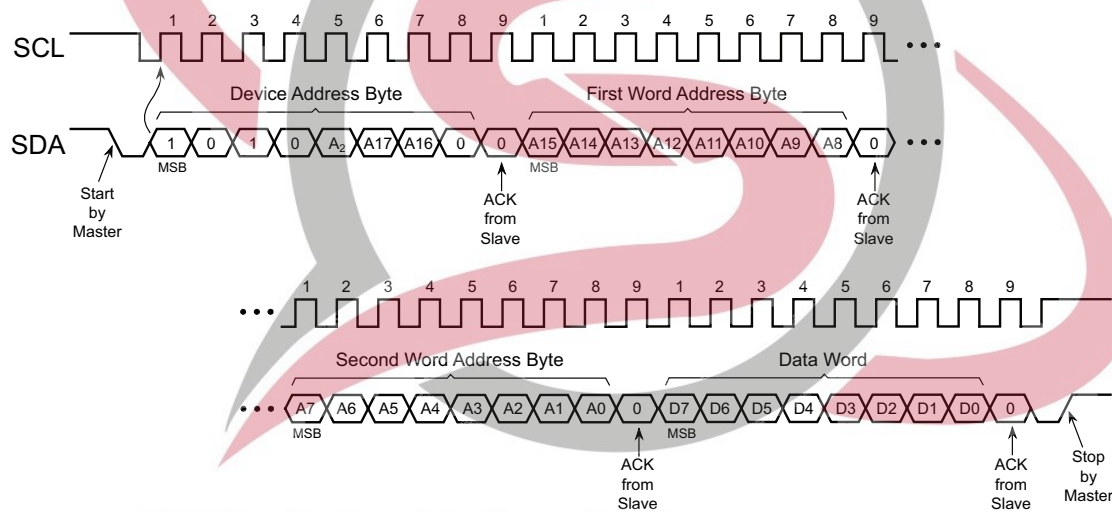 1 2 3 4 5 6 7 8 9 1 2 3 4 5 6 7 8 9
SCL
Device Address Byte First Word Address Byte
SDA 1 0 1 0 A2 A17 A16 0 0 A15 A14 A13 A12 A11 A10 A9 A8 0
MSB MSB
Start by Master
ACK from Slave
ACK from Slave
1 2 3 4 5 6 7 8 9 1 2 3 4 5 6 7 8 9
Second Word Address Byte Data Word
A7 A6 A5 A4 A3 A2 A1 A0 0 D7 D6 D5 D4 D3 D2 D1 D0 0
MSB MSB
ACK from Slave
ACK from Slave
Stop by Master